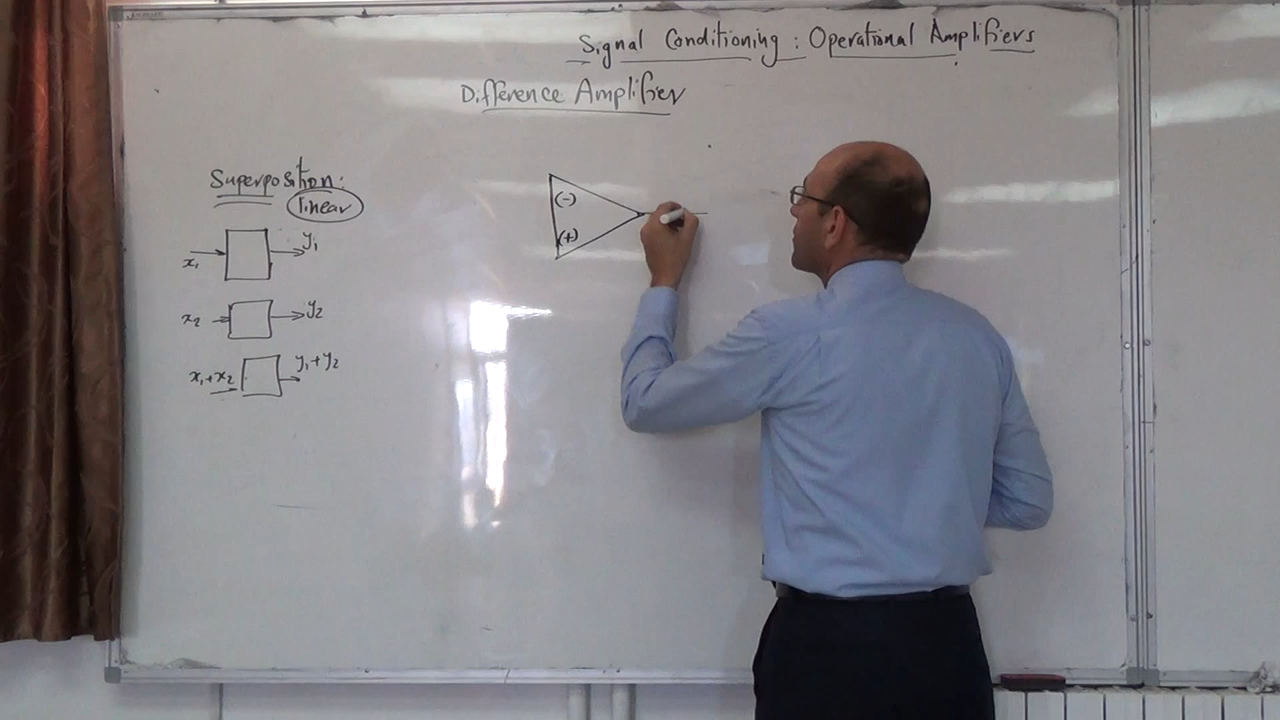 Signal Conditioning : Operational Amplifiers
Difference Amplifier
Superposition:
linear
x₁ y₁
x₂ y₂
x₁+x₂ y₁+y₂
(-)
(+)